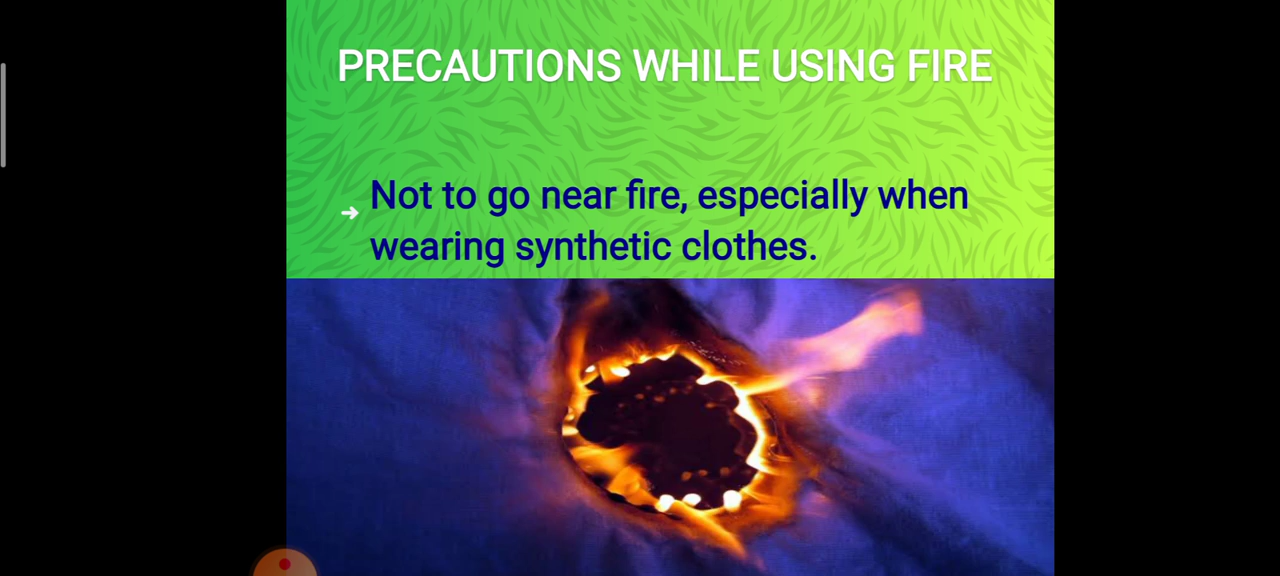 PRECAUTIONS WHILE USING FIRE
Not to go near fire, especially when
wearing synthetic clothes.